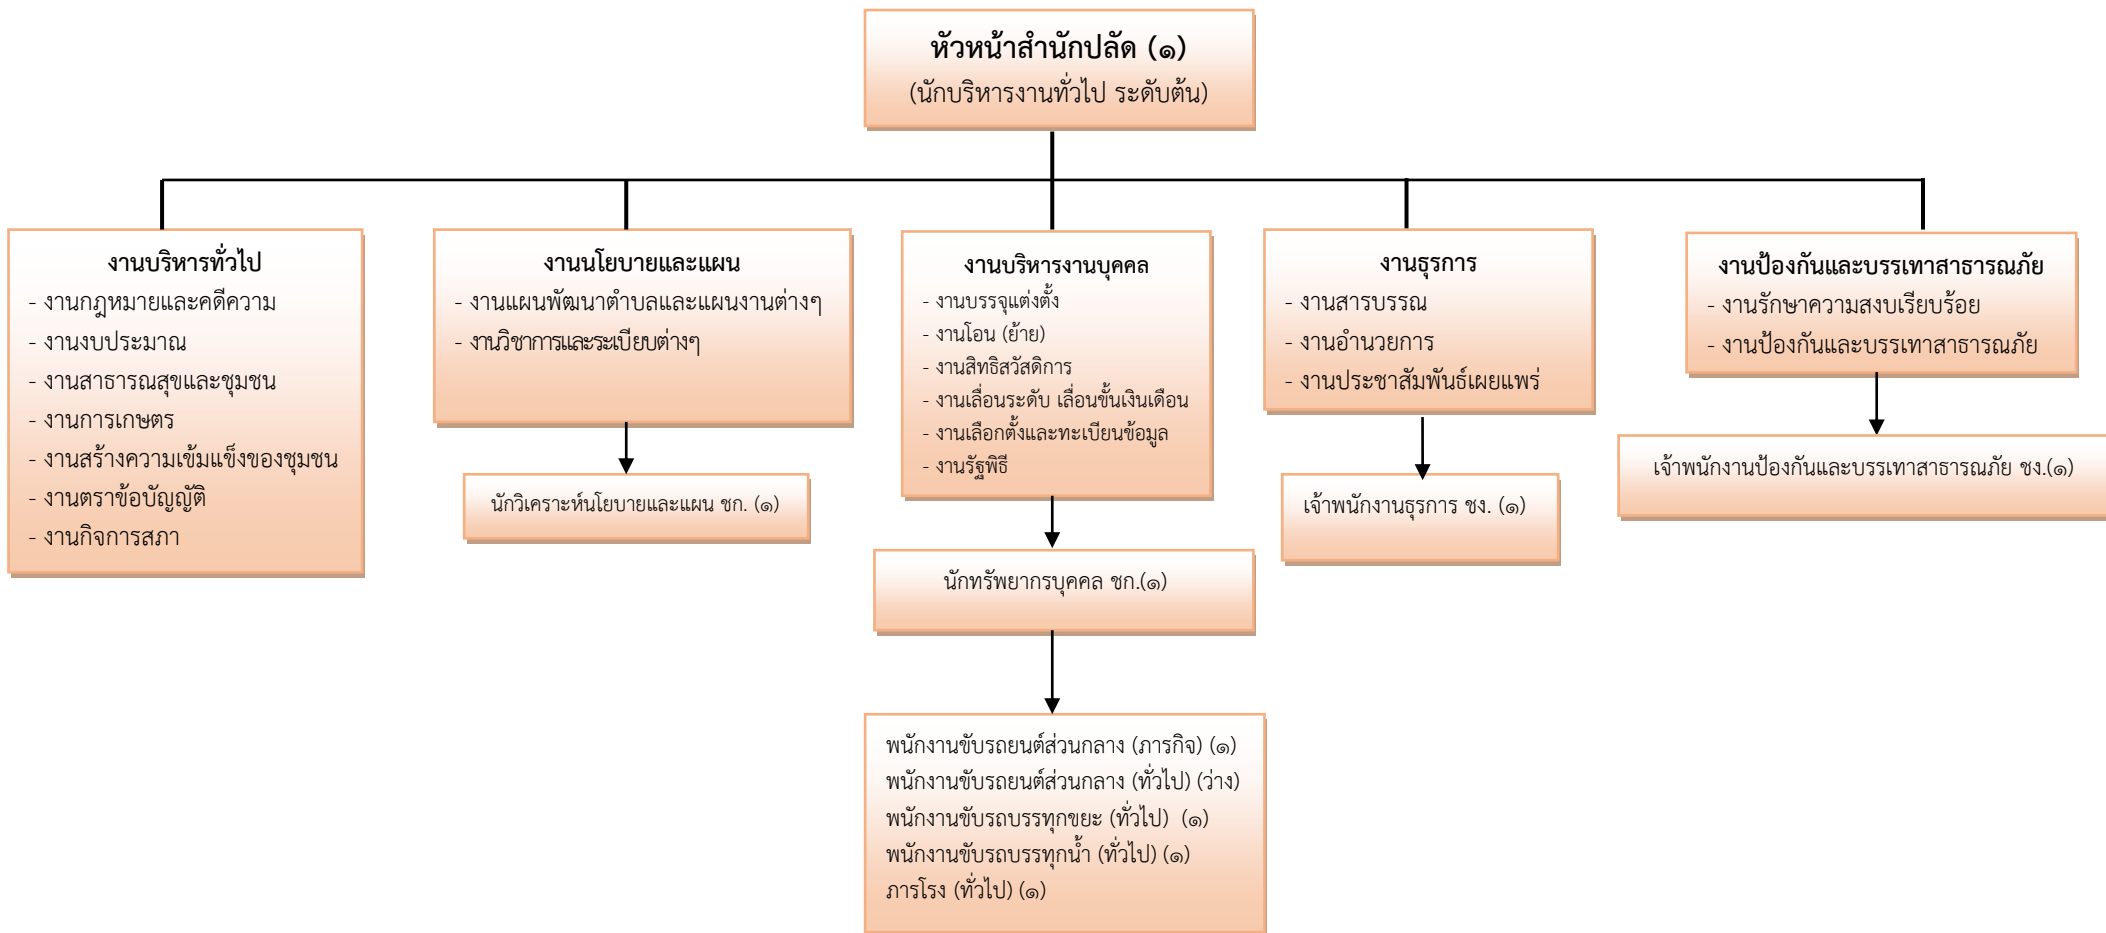 หัวหน้าสำนักปลัด (๑)
(นักบริหารงานทั่วไป ระดับต้น)
งานบริหารทั่วไป
- งานกฎหมายและคดีความ
- งานงบประมาณ
- งานสาธารณสุขและชุมชน
- งานการเกษตร
- งานสร้างความเข้มแข็งของชุมชน
- งานตราข้อบัญญัติ
- งานกิจการสภา
งานนโยบายและแผน
- งานแผนพัฒนาตำบลและแผนงานต่างๆ
- งานวิชาการและระเบียบต่างๆ
นักวิเคราะห์นโยบายและแผน ชก. (๑)
งานบริหารงานบุคคล
- งานบรรจุแต่งตั้ง
- งานโอน (ย้าย)
- งานสิทธิสวัสดิการ
- งานเลื่อนระดับ เลื่อนขั้นเงินเดือน
- งานเลือกตั้งและทะเบียนข้อมูล
- งานรัฐพิธี
นักทรัพยากรบุคคล ชก.(๑)
พนักงานขับรถยนต์ส่วนกลาง (ภารกิจ) (๑)
พนักงานขับรถยนต์ส่วนกลาง (ทั่วไป) (ว่าง)
พนักงานขับรถบรรทุกขยะ (ทั่วไป) (๑)
พนักงานขับรถบรรทุกน้ำ (ทั่วไป) (๑)
ภารโรง (ทั่วไป) (๑)
งานธุรการ
- งานสารบรรณ
- งานอำนวยการ
- งานประชาสัมพันธ์เผยแพร่
เจ้าพนักงานธุรการ ชง. (๑)
งานป้องกันและบรรเทาสาธารณภัย
- งานรักษาความสงบเรียบร้อย
- งานป้องกันและบรรเทาสาธารณภัย
เจ้าพนักงานป้องกันและบรรเทาสาธารณภัย ชง.(๑)